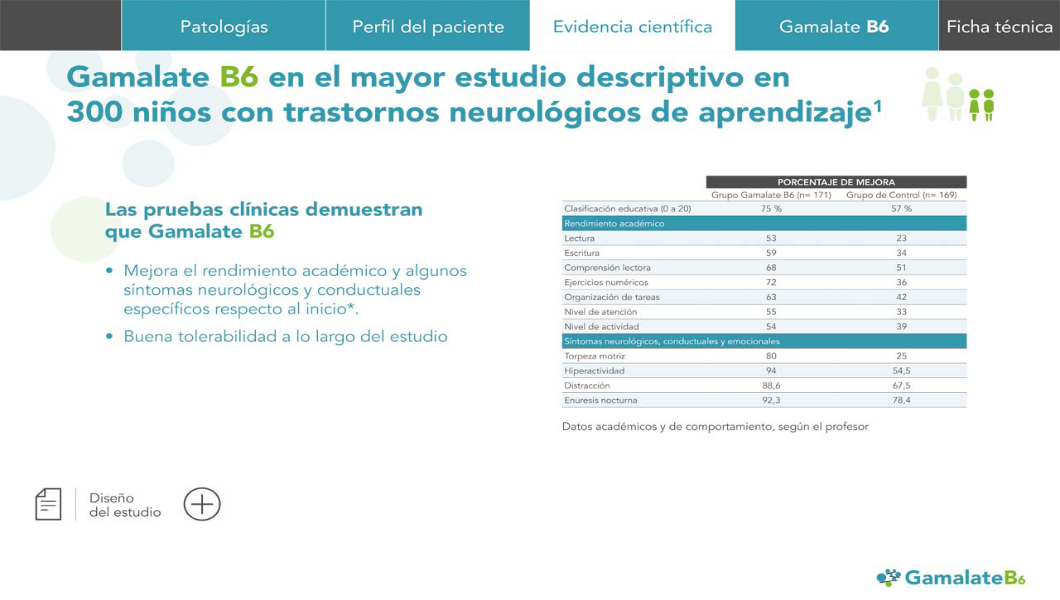 Patologías
Perfil del paciente
Evidencia científica
Gamalate B6
Ficha técnica
Gamalate B6 en el mayor estudio descriptivo en
300 niños con trastornos neurológicos de aprendizaje¹
Las pruebas clínicas demuestran
que Gamalate B6
• Mejora el rendimiento académico y algunos
síntomas neurológicos y conductuales
específicos respecto al inicio*.
• Buena tolerabilidad a lo largo del estudio
PORCENTAJE DE MEJORA
Grupo Gamalate B6 (n= 171) Grupo de Control (n= 169)
Clasificación educativa (0 a 20) 75 % 57 %
Rendimiento académico
Lectura 53 23
Escritura 59 34
Comprensión lectora 68 51
Ejercicios numéricos 72 36
Organización de tareas 63 42
Nivel de atención 55 33
Nivel de actividad 54 39
Síntomas neurológicos, conductuales y emocionales
Torpeza motriz 80 25
Hiperactividad 94 54,5
Distracción 88,6 67,5
Enuresis nocturna 92,3 78,4
Datos académicos y de comportamiento, según el profesor
Diseño
del estudio
GamalateB6